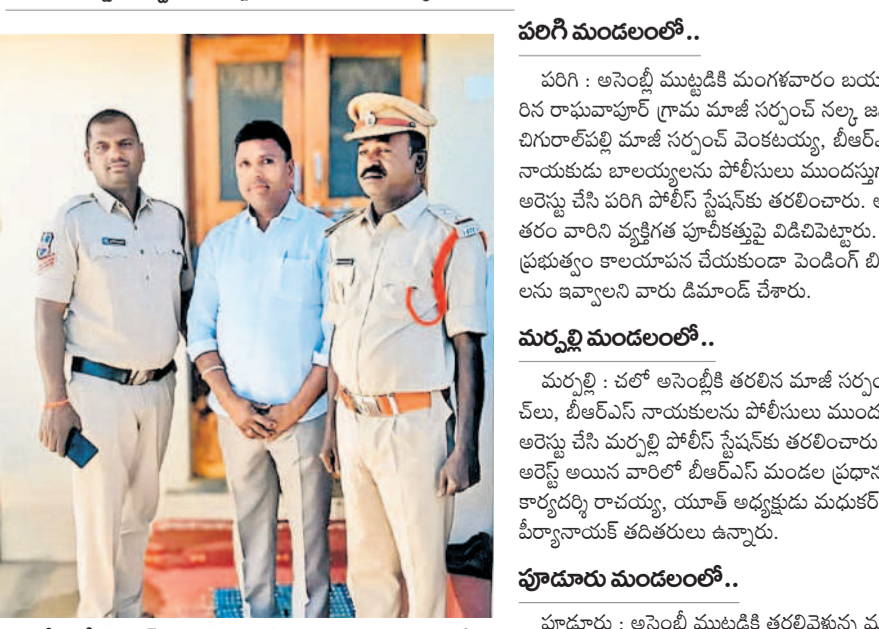 పరిగి మండలంలో..
పరిగి : అసెంబ్లీ ముట్టడికి మంగళవారం బయ
రిన రాఘవాపూర్ గ్రామ మాజీ సర్పంచ్ నల్క
చిగురాల్‌పల్లి మాజీ సర్పంచ్ వెంకటయ్య,
నాయకుడు బాలయ్యలను పోలీసులు ముందస్తుగ
అరెస్టు చేసి పరిగి పోలీస్ స్టేషన్‌కు తరలించారు.
తరం వారిని వ్యక్తిగత పూచీకత్తుపై విడిచిపెట్టారు.
ప్రభుత్వం కాలయాపన చేయకుండా పెండింగ్ బి
లను ఇవ్వాలని వారు డిమాండ్ చేశారు.
మర్పల్లి మండలంలో..
మర్పల్లి : చలో అసెంబ్లీకి తరలిన మాజీ సర్పం
చ్‌లు, బీఆర్ఎస్ నాయకులను పోలీసులు ముంద
అరెస్టు చేసి మర్పల్లి పోలీస్ స్టేషన్‌కు తరలించారు
అరెస్ట్ అయిన వారిలో బీఆర్ఎస్ మండల ప్రధాన
కార్యదర్శి రాచయ్య, యూత్ అధ్యక్షుడు మధుకర్
పీర్యానాయక్ తదితరులు ఉన్నారు.
పూడూరు మండలంలో..
పూడూరు : అసెంబ్లీ ముట్టడికి తరలివెళ్తున్న